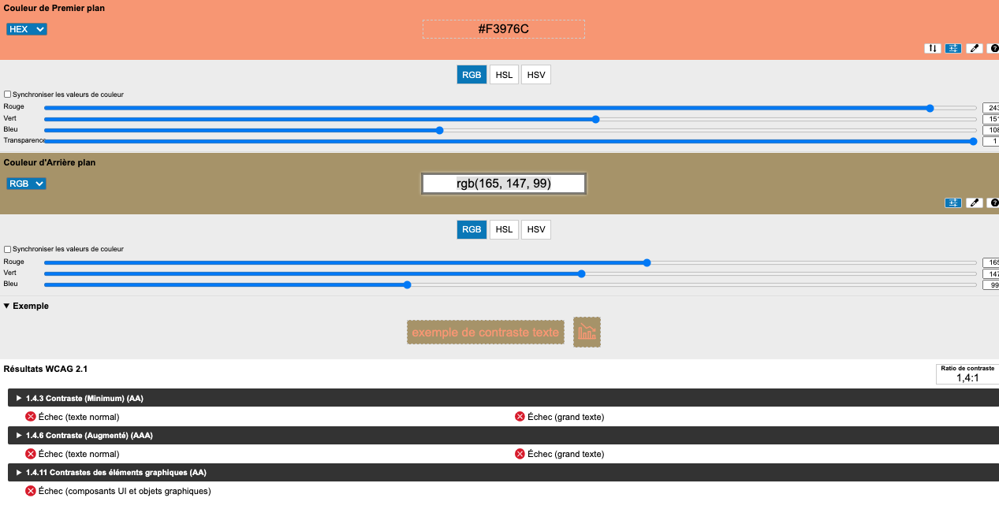 Couleur de Premier plan
HEX
#F3976C
RGB HSL HSV
Synchroniser les valeurs de couleur
Rouge 243
Vert 151
Bleu 108
Transparence 1
Couleur d'Arrière plan
RGB
rgb(165, 147, 99)
RGB HSL HSV
Synchroniser les valeurs de couleur
Rouge 165
Vert 147
Bleu 99
Exemple
exemple de contraste texte
Résultats WCAG 2.1
Ratio de contraste
1,4:1
1.4.3 Contraste (Minimum) (AA)
Échec (texte normal) Échec (grand texte)
1.4.6 Contraste (Augmenté) (AAA)
Échec (texte normal) Échec (grand texte)
1.4.11 Contrastes des éléments graphiques (AA)
Échec (composants UI et objets graphiques)